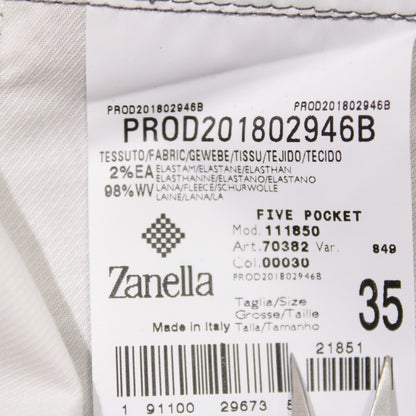 PROD201802946B PROD201802946B
PROD201802946B
TESSUTO/FABRIC/GEWEBE/TISSU/TEJIDO/TECIDO
2%EA ELASTAM/ELASTANE/ELASTHAN
ELASTHANNE/ELASTANO/ELASTANO
98%WV LANA/FLEECE/SCHURWOLLE
LAINE/LANA/LA
FIVE POCKET
Mod. 111850
Art. 70382 Var. 849
Col. 00030
PROD201802946B
Zanella
Taglia/Size
Grosse/Taille
Talla/Tamanho
35
Made in Italy
21851
1 91100 29673